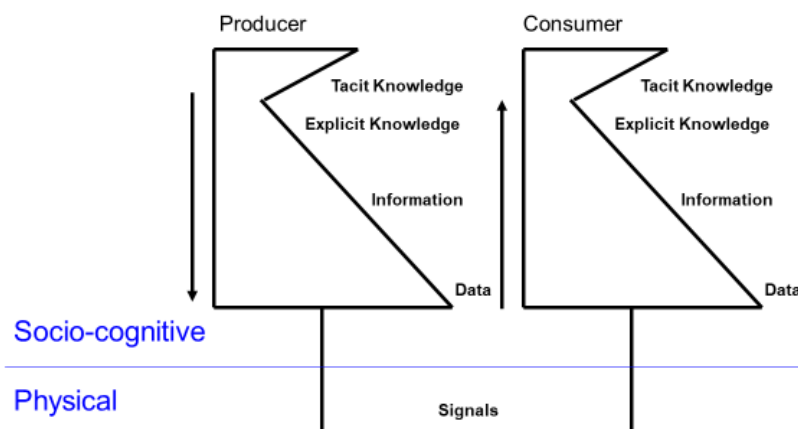 Producer
Consumer
Tacit Knowledge
Tacit Knowledge
Explicit Knowledge
Explicit Knowledge
Information
Information
Data
Data
Socio-cognitive
Physical
Signals